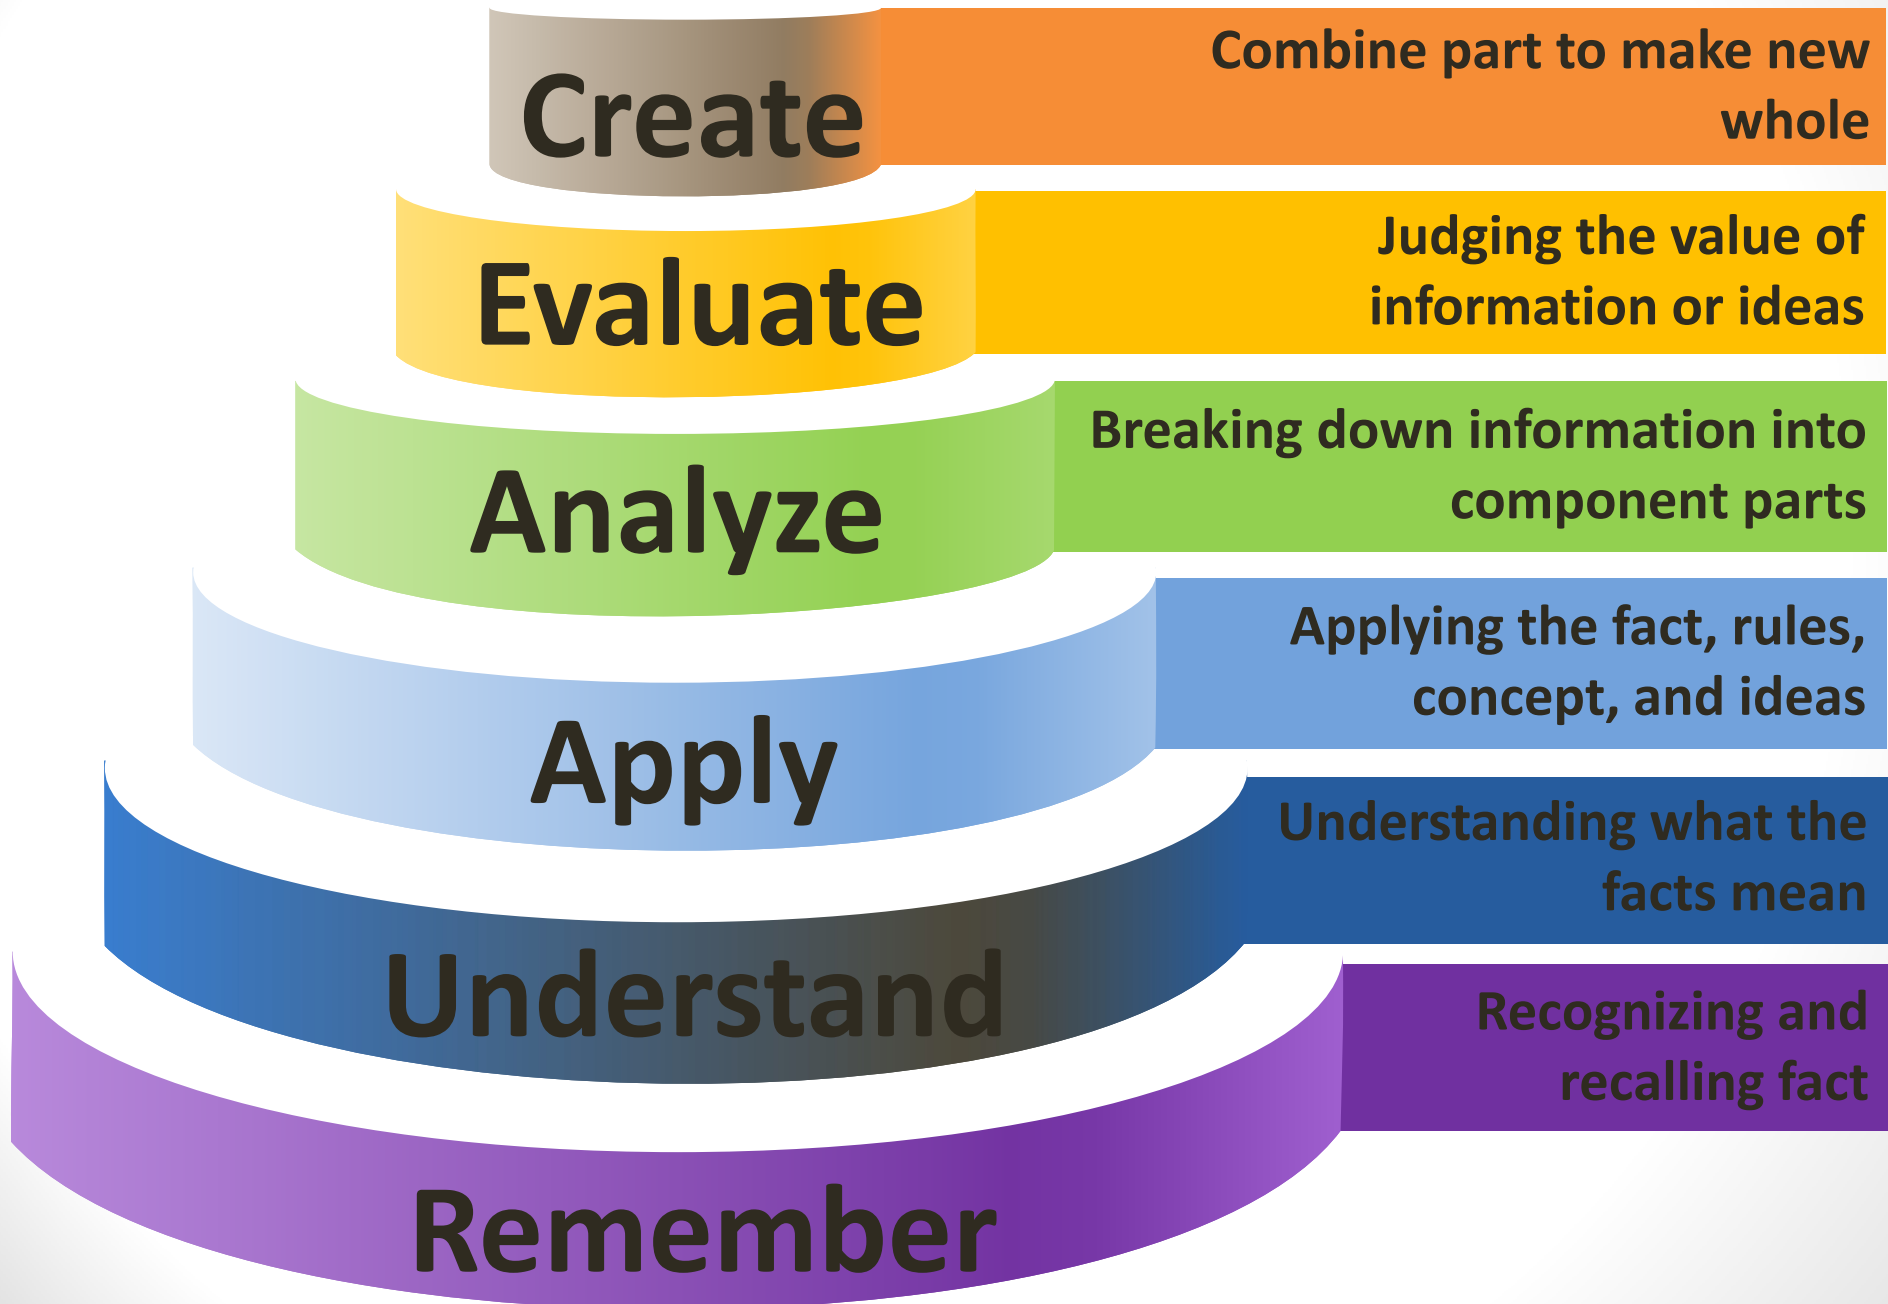 Create
Combine part to make new
whole
Evaluate
Judging the value of
information or ideas
Analyze
Breaking down information into
component parts
Apply
Applying the fact, rules,
concept, and ideas
Understand
Understanding what the
facts mean
Remember
Recognizing and
recalling fact